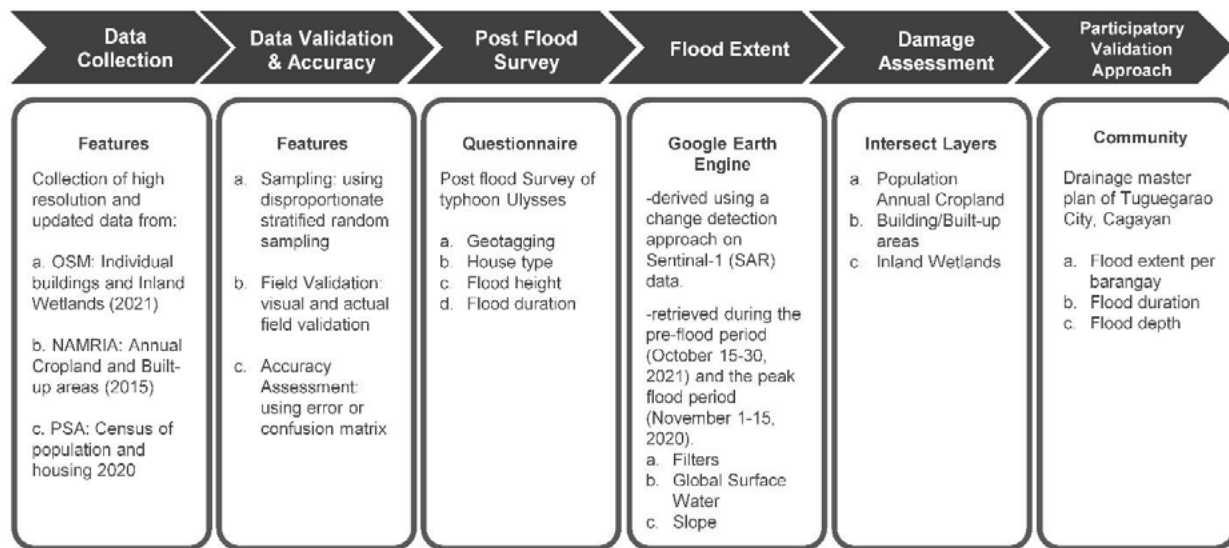 Data
Collection
Data Validation
& Accuracy
Post Flood
Survey
Flood Extent
Damage
Assessment
Participatory
Validation
Approach
Features
Collection of high
resolution and
updated data from:
a. OSM: Individual
buildings and Inland
Wetlands (2021)
b. NAMRIA: Annual
Cropland and Built-
up areas (2015)
c. PSA: Census of
population and
housing 2020
Features
a. Sampling: using
disproportionate
stratified random
sampling
b. Field Validation:
visual and actual
field validation
c. Accuracy
Assessment:
using error or
confusion matrix
Questionnaire
Post flood Survey of
typhoon Ulysses
a. Geotagging
b. House type
c. Flood height
d. Flood duration
Google Earth
Engine
-derived using a
change detection
approach on
Sentinal-1 (SAR)
data.
-retrieved during the
pre-flood period
(October 15-30,
2021) and the peak
flood period
(November 1-15,
2020).
a. Filters
b. Global Surface
Water
c. Slope
Intersect Layers
a. Population
Annual Cropland
b. Building/Built-up
areas
c. Inland Wetlands
Community
Drainage master
plan of Tuguegarao
City, Cagayan
a. Flood extent per
barangay
b. Flood duration
c. Flood depth